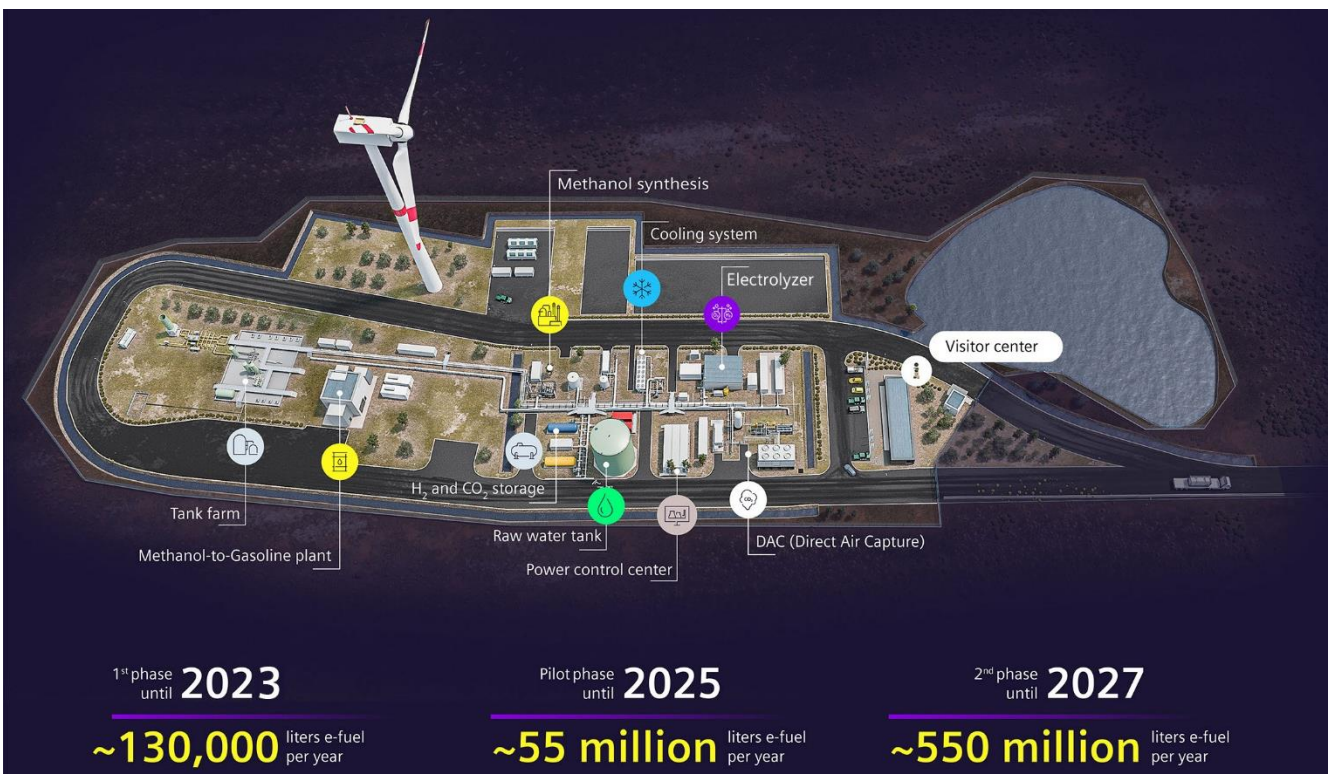 Methanol synthesis
Cooling system
Electrolyzer
Visitor center
H₂ and CO₂ storage
Tank farm
Raw water tank
DAC (Direct Air Capture)
Methanol-to-Gasoline plant
Power control center
1st phase
until 2023
~130,000 liters e-fuel
per year
Pilot phase
until 2025
~55 million liters e-fuel
per year
2nd phase
until 2027
~550 million liters e-fuel
per year